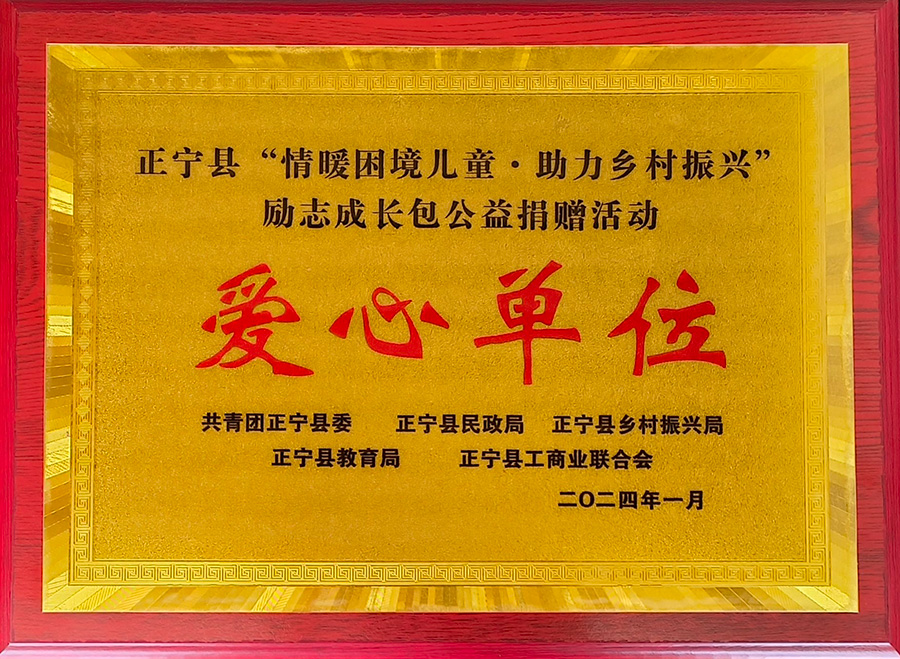 正宁县“情暖困境儿童·助力乡村振兴”
励志成长包公益捐赠活动
爱心单位
共青团正宁县委 正宁县民政局 正宁县乡村振兴局
正宁县教育局 正宁县工商业联合会
二〇二四年一月